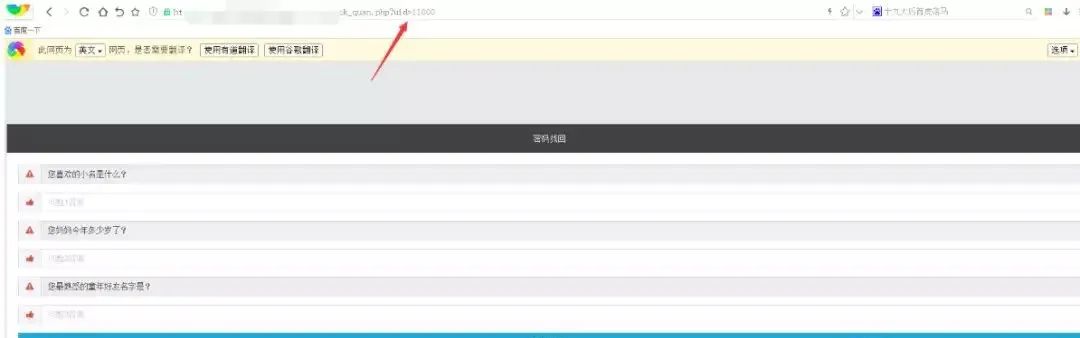 ck_quan.php?uid=11000
十九大后首虎落马
百度一下
此网页为 英文 网页，是否需要翻译？ 使用有道翻译 使用谷歌翻译 选项
密码找回
您喜欢的小名是什么？
问题1答案
您妈妈今年多少岁了？
问题2答案
您最熟悉的童年好友名字是？
问题3答案